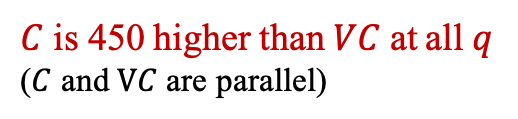 C is 450 higher than VC at all q
(C and VC are parallel)